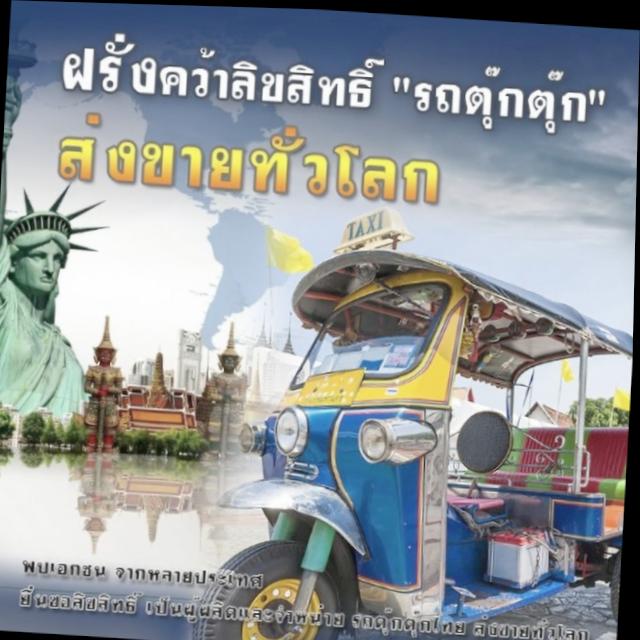 ฝรั่งคว้าลิขสิทธิ์ "รถตุ๊กตุ๊ก"
ส่งขายทั่วโลก
TAXI
พบเอกชน จากหลายประเทศ
ยื่นขอลิขสิทธิ์ เป็นผู้ผลิตและจำหน่าย รถตุ๊กตุ๊กไทย ส่งขายทั่วโลก